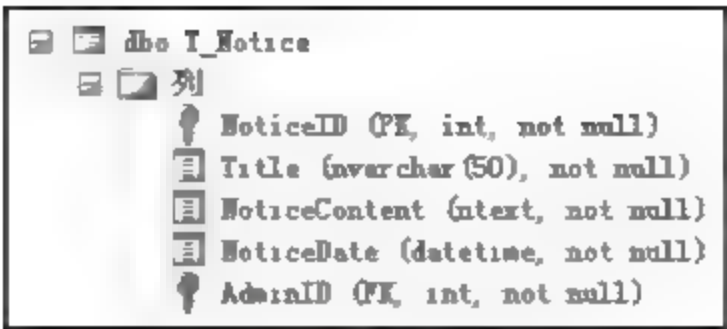 dbo T_Notice
列
NoticeID (PK, int, not null)
Title (nvarchar(50), not null)
NoticeContent (ntext, not null)
NoticeDate (datetime, not null)
AdminID (FK, int, not null)